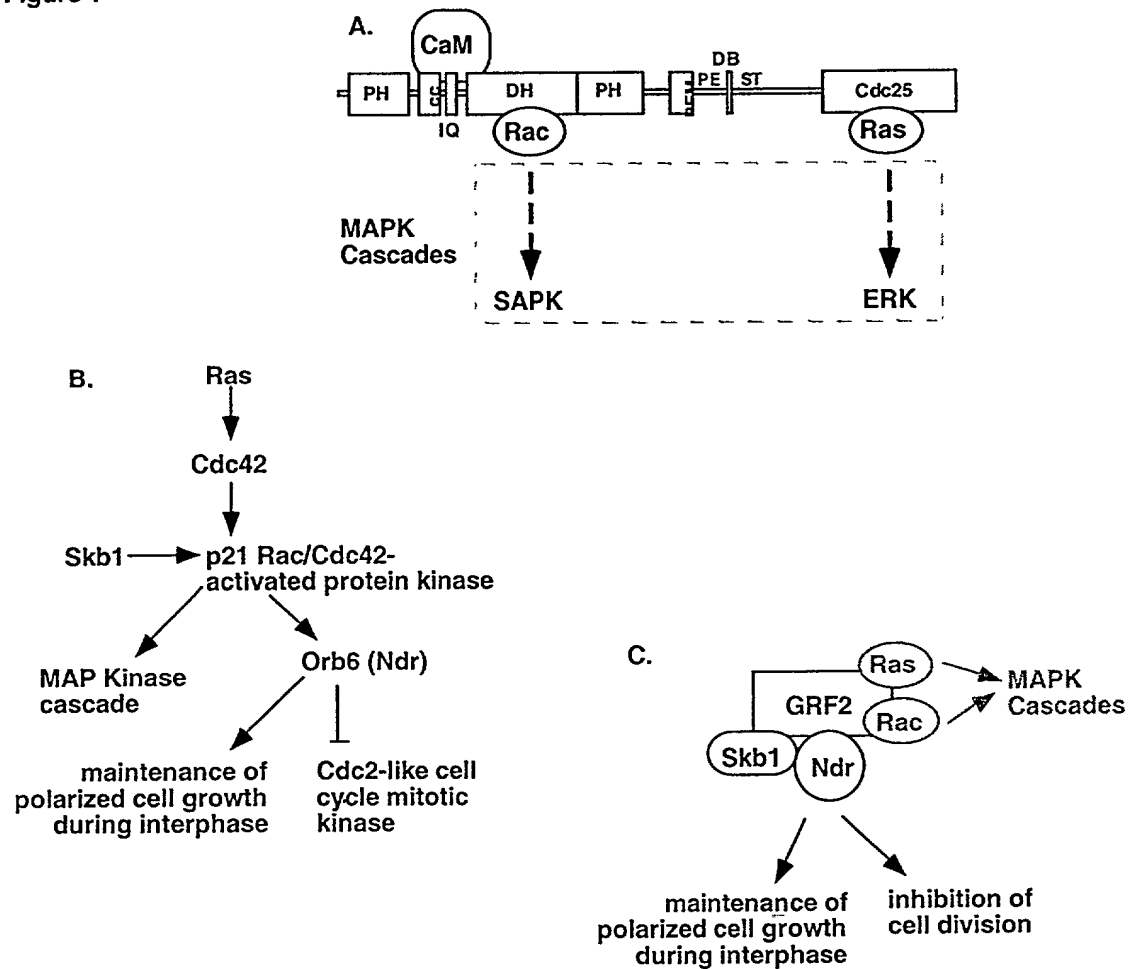 A.
CaM
DB
PH
CC
IQ
DH
PH
PE
ST
Cdc25
Rac
Ras
MAPK
Cascades
SAPK
ERK
B.
Ras
Cdc42
Skb1
p21 Rac/Cdc42-
activated protein kinase
MAP Kinase
cascade
Orb6 (Ndr)
maintenance of
polarized cell growth
during interphase
Cdc2-like cell
cycle mitotic
kinase
C.
Ras
GRF2
Rac
MAPK
Cascades
Skb1
Ndr
maintenance of
polarized cell growth
during interphase
inhibition of
cell division